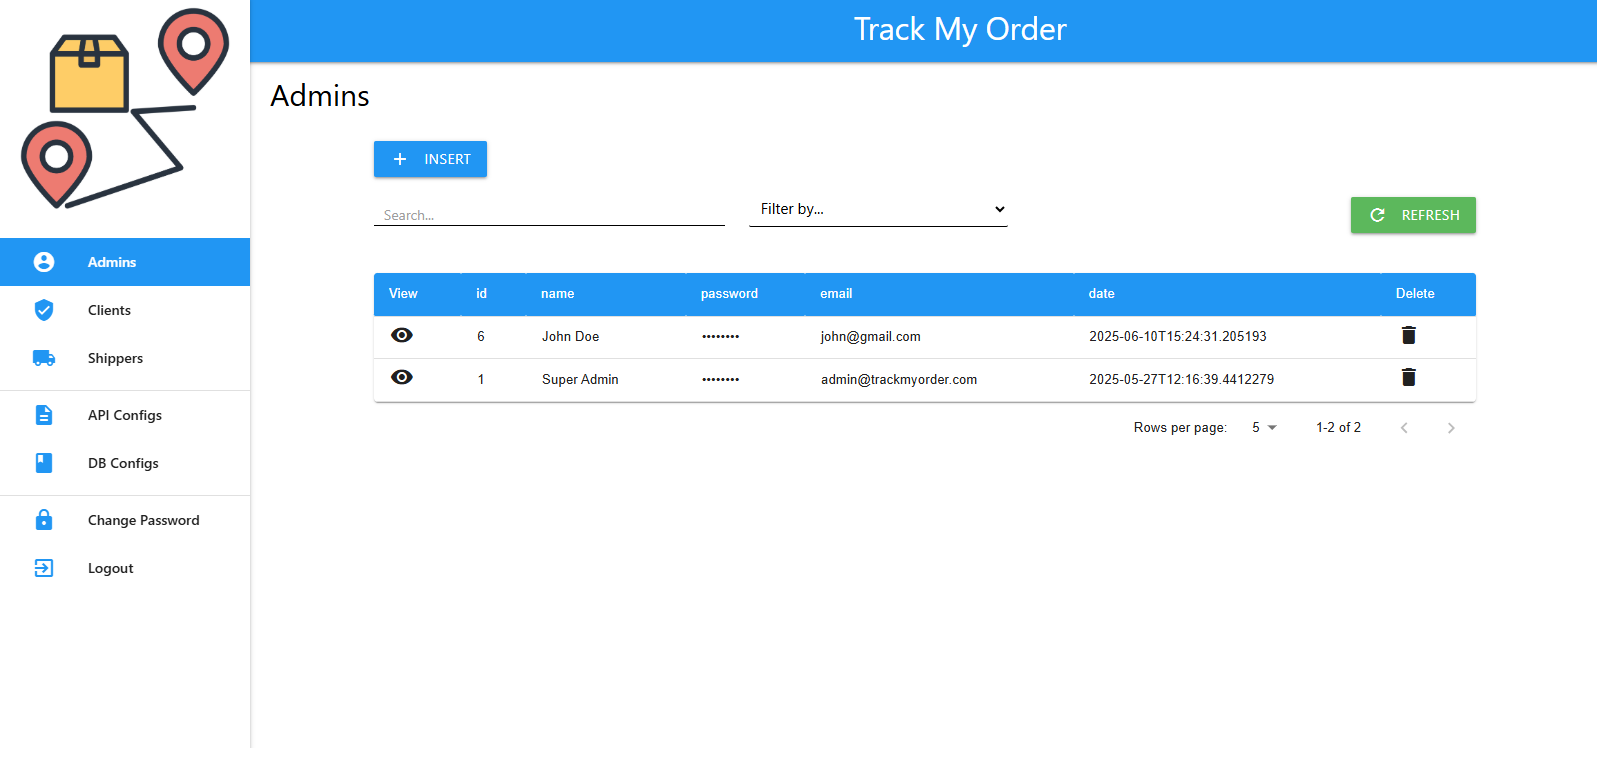 Track My Order
Admins
INSERT
Search...
Filter by...
REFRESH
Admins
Clients
Shippers
API Configs
DB Configs
Change Password
Logout
View id name password email date Delete
6 John Doe •••••••• john@gmail.com 2025-06-10T15:24:31.205193
1 Super Admin •••••••• admin@trackmyorder.com 2025-05-27T12:16:39.4412279
Rows per page: 5 1-2 of 2